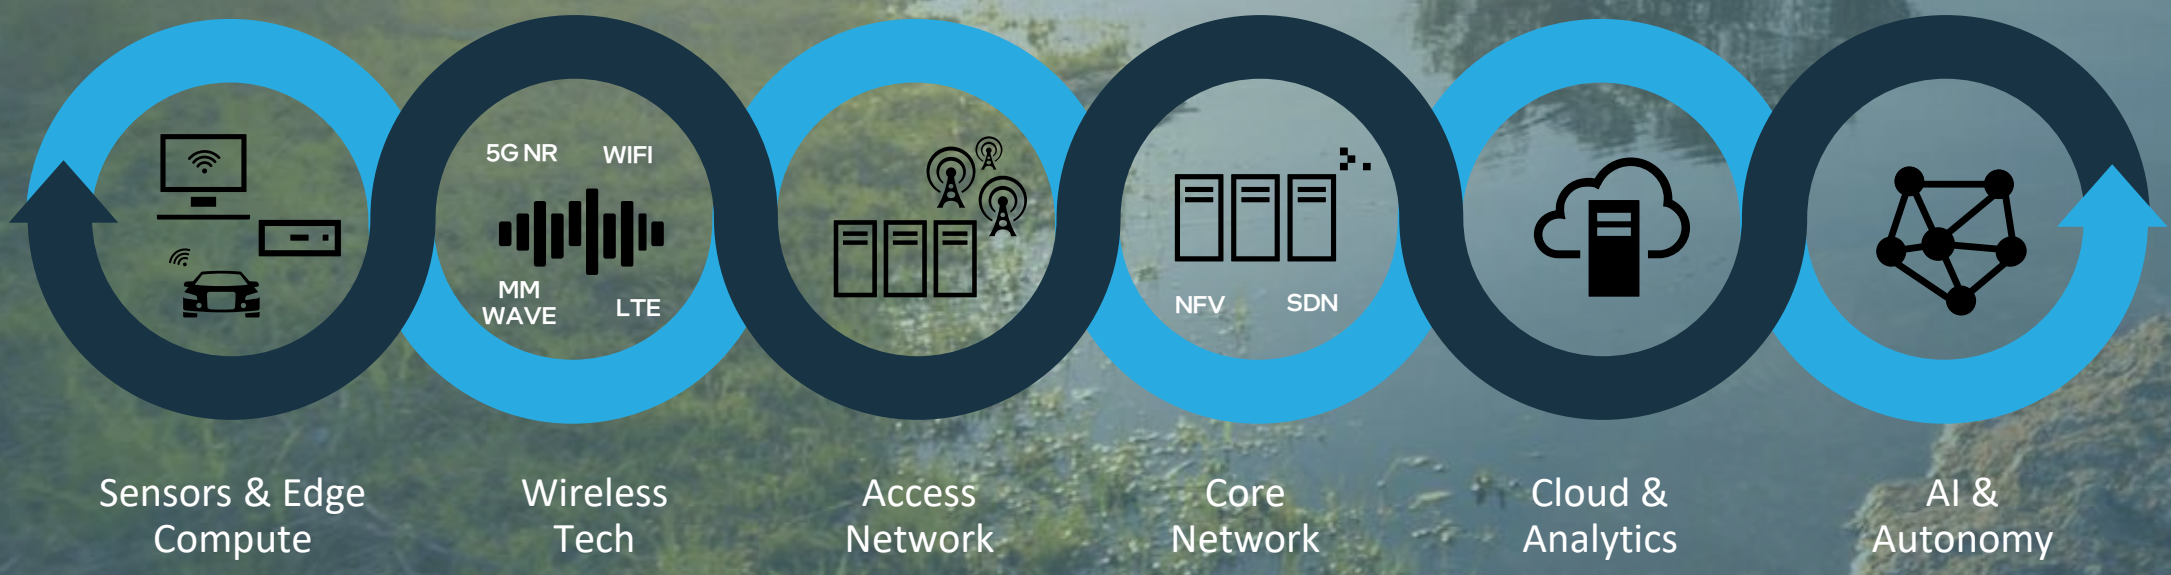 5G NR
WIFI
MM
WAVE
LTE
NFV
SDN
Sensors & Edge
Compute
Wireless
Tech
Access
Network
Core
Network
Cloud &
Analytics
AI &
Autonomy